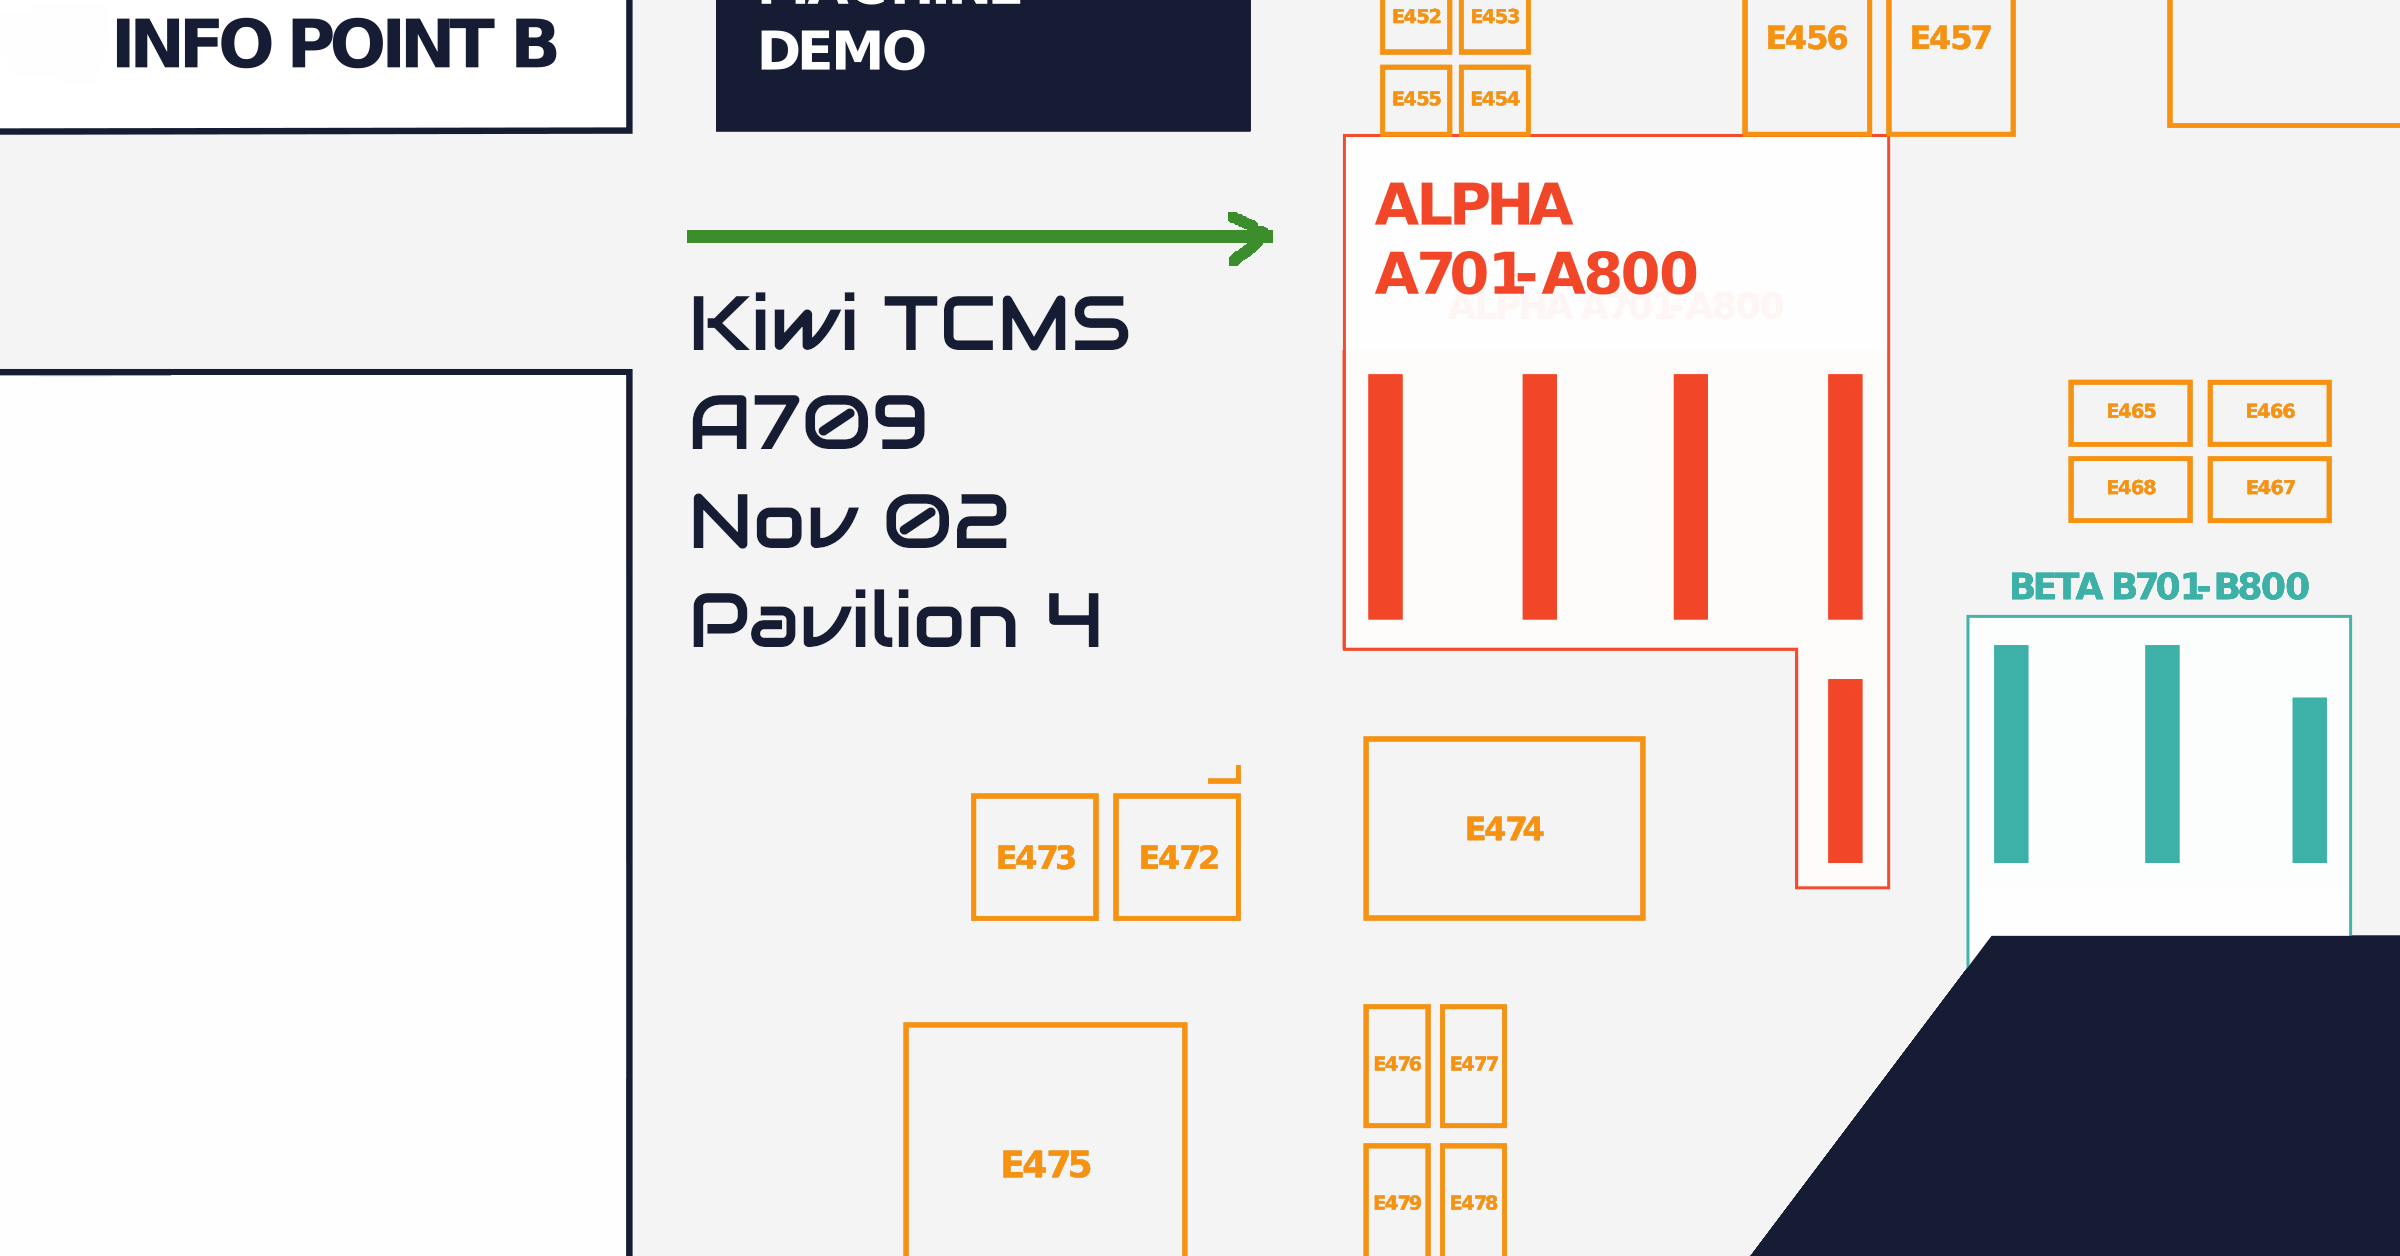 INFO POINT B
MACHINE
DEMO
E452
E453
E455
E454
E456
E457
ALPHA
A701-A800
ALPHA A701-A800
Kiwi TCMS
A709
Nov 02
Pavilion 4
E465
E466
E468
E467
BETA B701-B800
E473
E472
E474
E475
E476
E477
E479
E478